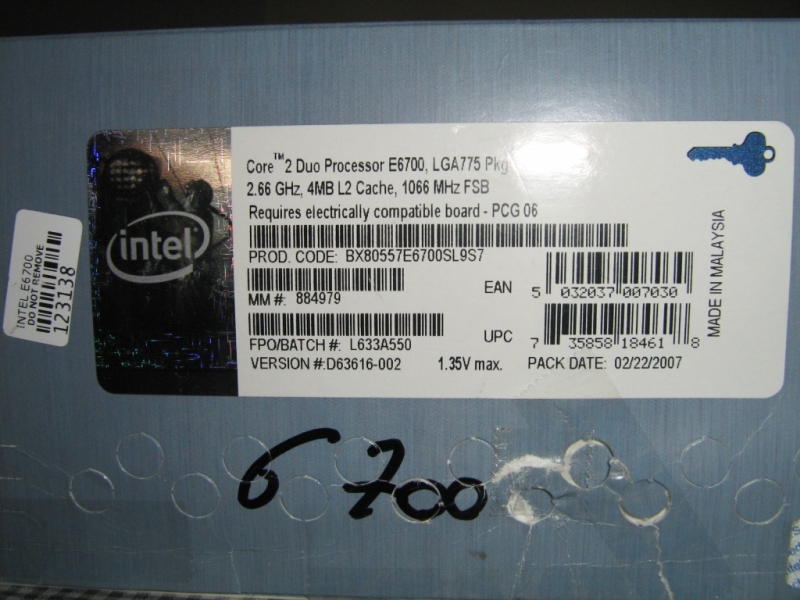 Core™2 Duo Processor E6700, LGA775 Pkg
2.66 GHz, 4MB L2 Cache, 1066 MHz FSB
Requires electrically compatible board - PCG 06
PROD. CODE: BX80557E6700SL9S7
MM#: 884979
EAN 5 032037 007030
FPO/BATCH #: L633A550
UPC 7 35858 18461 8
VERSION #:D63616-002 1.35V max. PACK DATE: 02/22/2007
MADE IN MALAYSIA
intel
INTEL E6700
DO NOT REMOVE
123138
6700